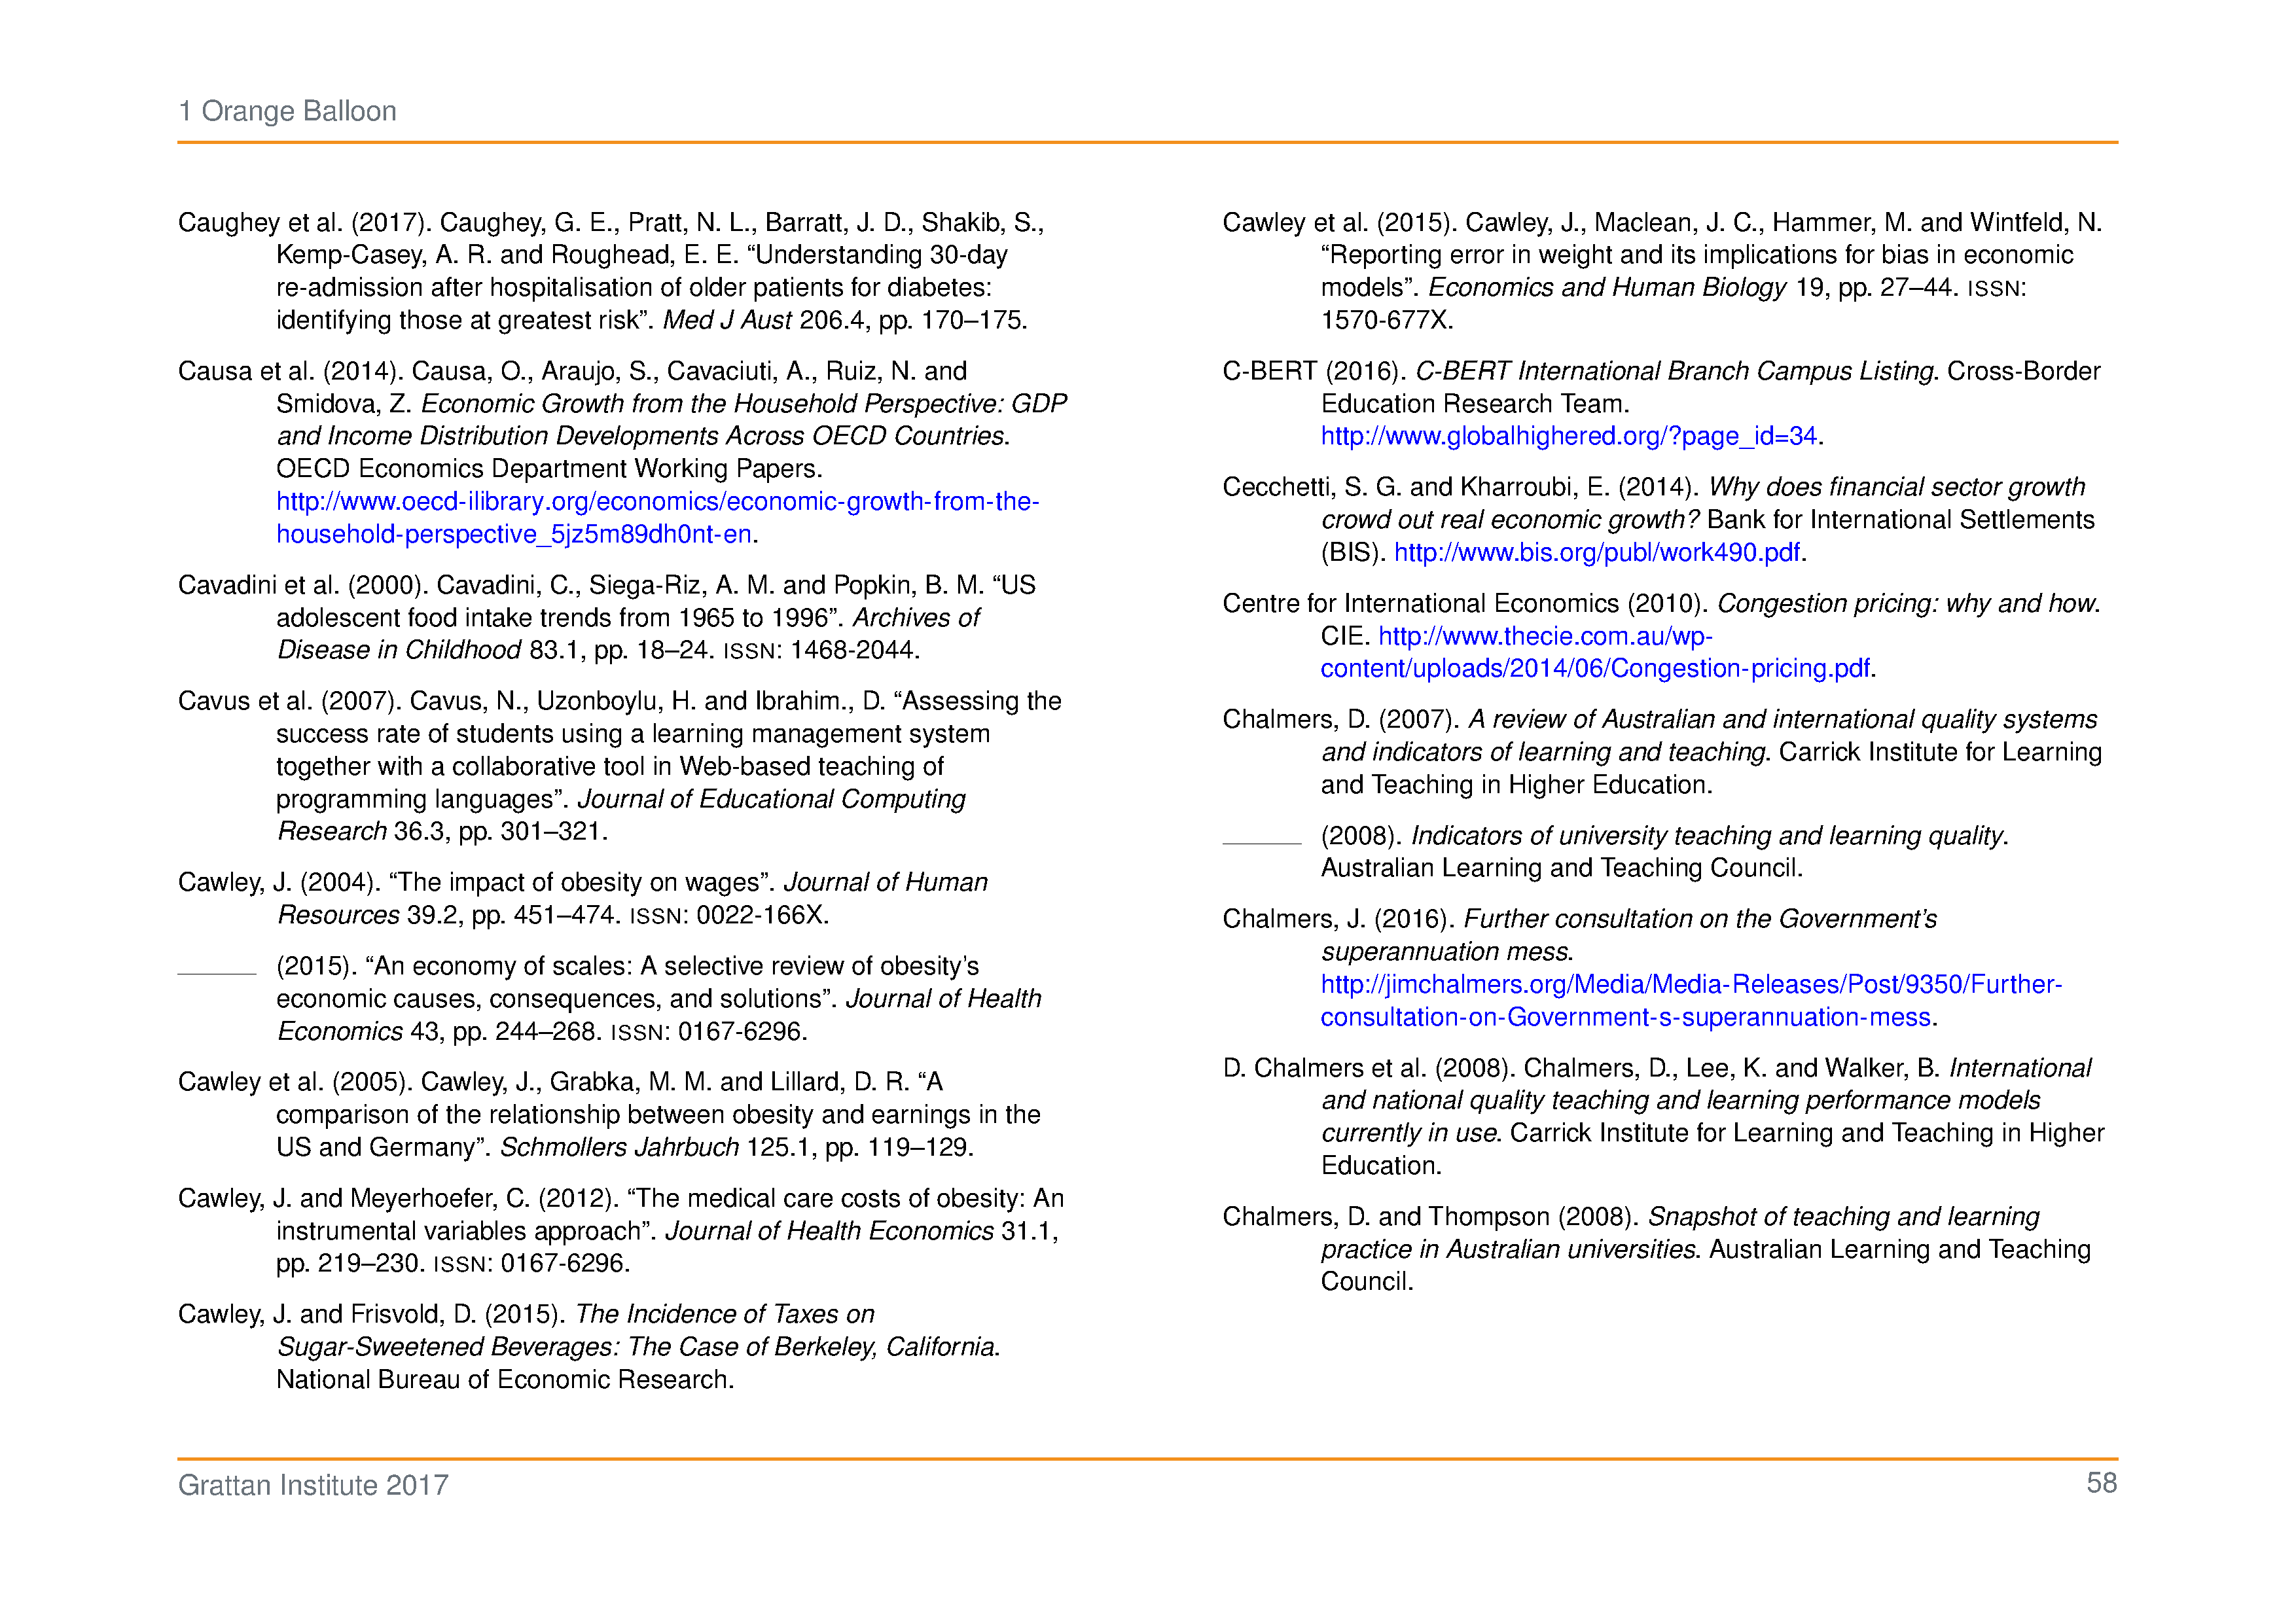 1 Orange Balloon
Caughey et al. (2017). Caughey, G. E., Pratt, N. L., Barratt, J. D., Shakib, S.,
Kemp-Casey, A. R. and Roughead, E. E. “Understanding 30-day
re-admission after hospitalisation of older patients for diabetes:
identifying those at greatest risk”. Med J Aust 206.4, pp. 170–175.
Causa et al. (2014). Causa, O., Araujo, S., Cavaciuti, A., Ruiz, N. and
Smidova, Z. Economic Growth from the Household Perspective: GDP
and Income Distribution Developments Across OECD Countries.
OECD Economics Department Working Papers.
http://www.oecd-ilibrary.org/economics/economic-growth-from-the-
household-perspective_5jz5m89dh0nt-en.
Cavadini et al. (2000). Cavadini, C., Siega-Riz, A. M. and Popkin, B. M. “US
adolescent food intake trends from 1965 to 1996”. Archives of
Disease in Childhood 83.1, pp. 18–24. ISSN: 1468-2044.
Cavus et al. (2007). Cavus, N., Uzonboylu, H. and Ibrahim., D. “Assessing the
success rate of students using a learning management system
together with a collaborative tool in Web-based teaching of
programming languages”. Journal of Educational Computing
Research 36.3, pp. 301–321.
Cawley, J. (2004). “The impact of obesity on wages”. Journal of Human
Resources 39.2, pp. 451–474. ISSN: 0022-166X.
(2015). “An economy of scales: A selective review of obesity’s
economic causes, consequences, and solutions”. Journal of Health
Economics 43, pp. 244–268. ISSN: 0167-6296.
Cawley et al. (2005). Cawley, J., Grabka, M. M. and Lillard, D. R. “A
comparison of the relationship between obesity and earnings in the
US and Germany”. Schmollers Jahrbuch 125.1, pp. 119–129.
Cawley, J. and Meyerhoefer, C. (2012). “The medical care costs of obesity: An
instrumental variables approach”. Journal of Health Economics 31.1,
pp. 219–230. ISSN: 0167-6296.
Cawley, J. and Frisvold, D. (2015). The Incidence of Taxes on
Sugar-Sweetened Beverages: The Case of Berkeley, California.
National Bureau of Economic Research.
Cawley et al. (2015). Cawley, J., Maclean, J. C., Hammer, M. and Wintfeld, N.
“Reporting error in weight and its implications for bias in economic
models”. Economics and Human Biology 19, pp. 27–44. ISSN:
1570-677X.
C-BERT (2016). C-BERT International Branch Campus Listing. Cross-Border
Education Research Team.
http://www.globalhighered.org/?page_id=34.
Cecchetti, S. G. and Kharroubi, E. (2014). Why does financial sector growth
crowd out real economic growth? Bank for International Settlements
(BIS). http://www.bis.org/publ/work490.pdf.
Centre for International Economics (2010). Congestion pricing: why and how.
CIE. http://www.thecie.com.au/wp-
content/uploads/2014/06/Congestion-pricing.pdf.
Chalmers, D. (2007). A review of Australian and international quality systems
and indicators of learning and teaching. Carrick Institute for Learning
and Teaching in Higher Education.
(2008). Indicators of university teaching and learning quality.
Australian Learning and Teaching Council.
Chalmers, J. (2016). Further consultation on the Government’s
superannuation mess.
http://jimchalmers.org/Media/Media-Releases/Post/9350/Further-
consultation-on-Government-s-superannuation-mess.
D. Chalmers et al. (2008). Chalmers, D., Lee, K. and Walker, B. International
and national quality teaching and learning performance models
currently in use. Carrick Institute for Learning and Teaching in Higher
Education.
Chalmers, D. and Thompson (2008). Snapshot of teaching and learning
practice in Australian universities. Australian Learning and Teaching
Council.
Grattan Institute 2017
58